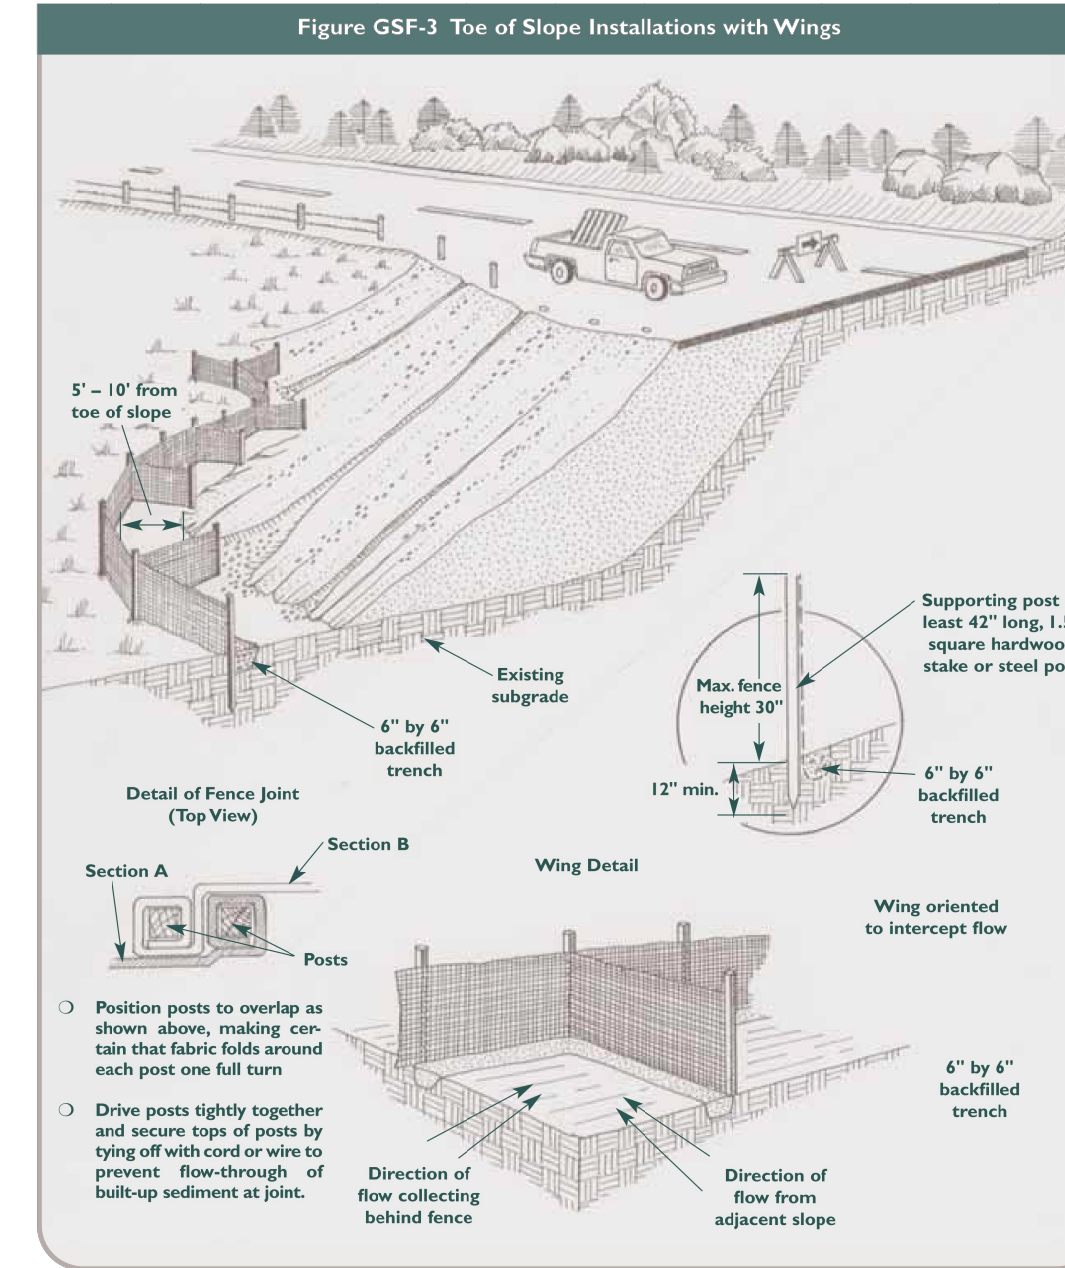 Figure GSF-3 Toe of Slope Installations with Wings
5' – 10' from
toe of slope
Supporting post
least 42" long, 1.5
square
stake or steel
Existing
subgrade
Max. fence
height 30"
6" by 6"
backfilled
trench
12" min.
6" by 6"
backfilled
trench
Detail of Fence Joint
(Top View)
Section B
Section A
Posts
Wing Detail
Wing oriented
to intercept flow
Position posts to overlap as
shown above, making cer-
tain that fabric folds around
each post one full turn
Drive posts tightly together
and secure tops of posts by
tying off with cord or wire to
prevent flow-through of
built-up sediment at joint.
6" by 6"
backfilled
trench
Direction of
flow collecting
behind fence
Direction of
flow from
adjacent slope